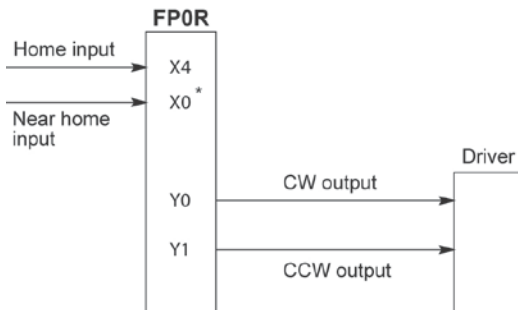 FP0R
Home input
X4
X0 *
Near home
input
Driver
Y0
CW output
Y1
CCW output